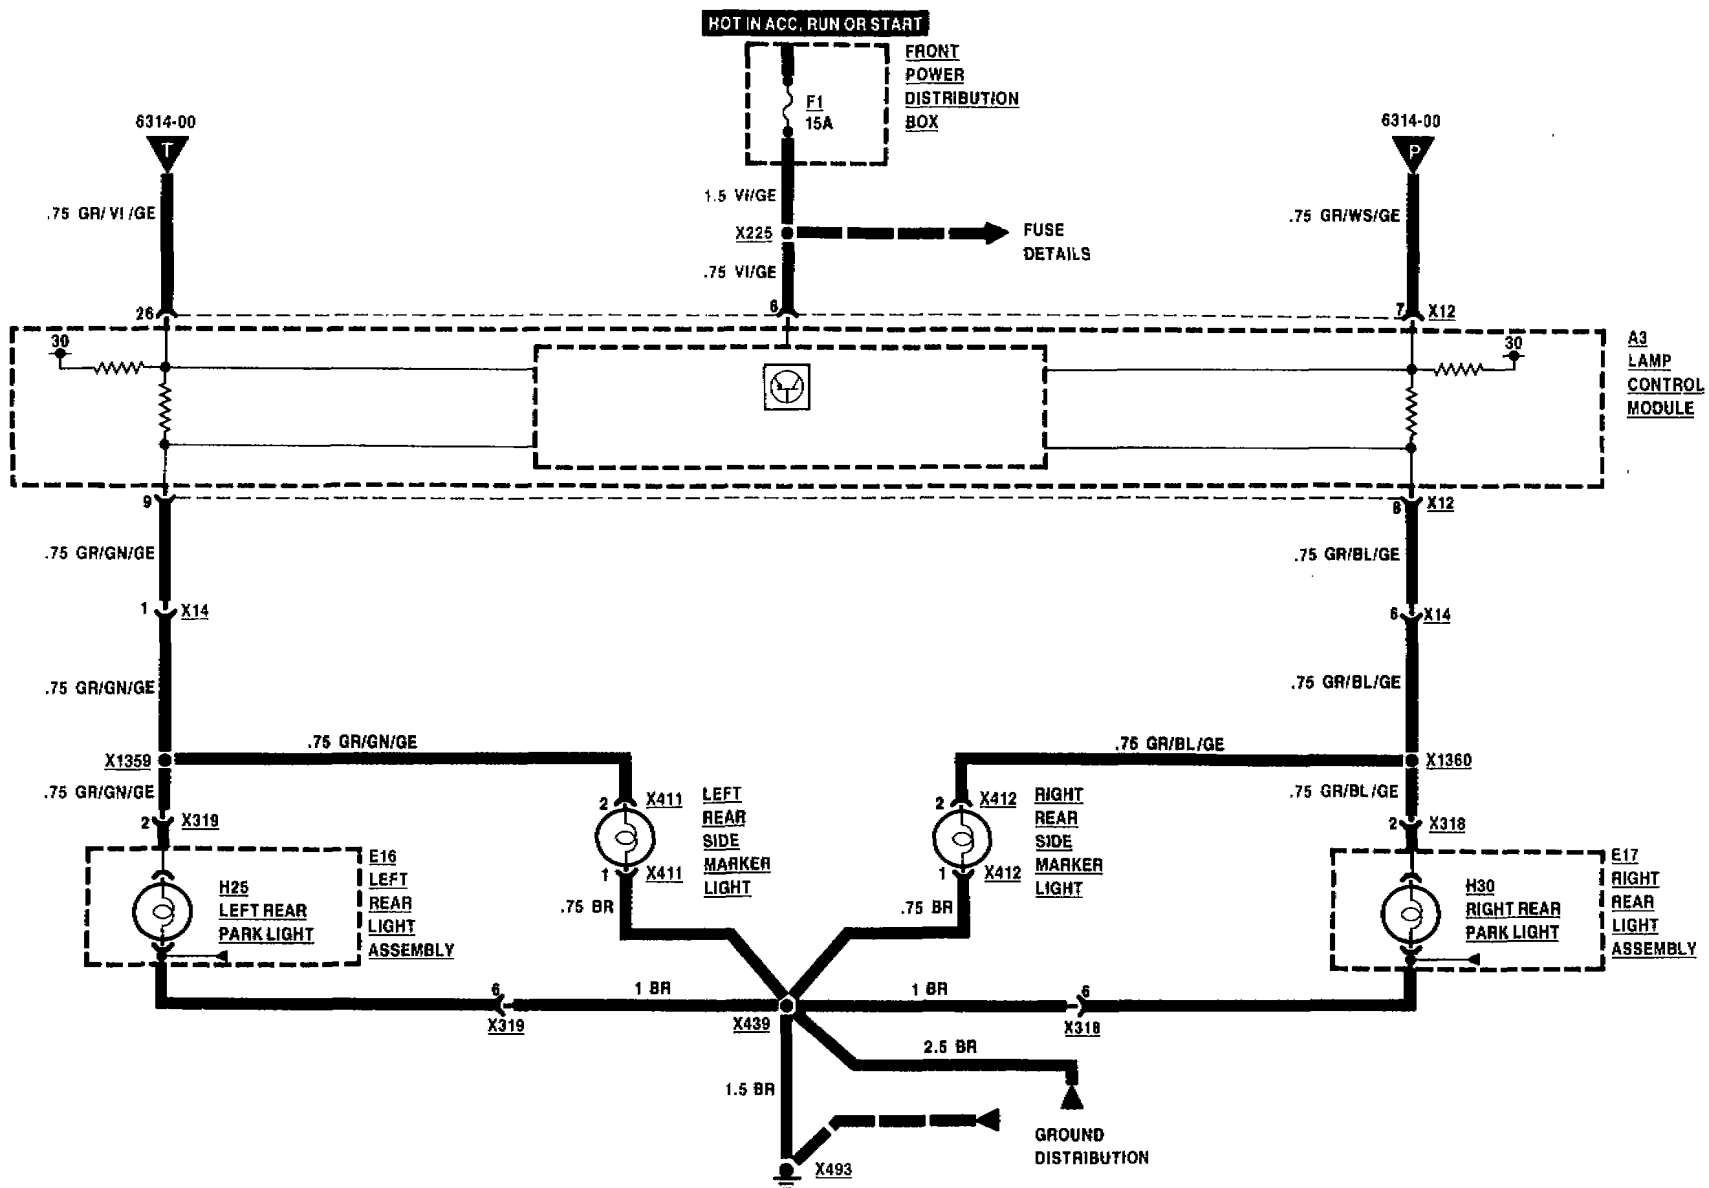 HOT IN ACC, RUN OR START
FRONT
POWER
DISTRIBUTION
BOX
F1
15A
6314-00
T
6314-00
P
.75 GR/VI/GE
1.5 VI/GE
.75 GR/WS/GE
X225
FUSE
DETAILS
.75 VI/GE
26
6
7
X12
30
30
A3
LAMP
CONTROL
MODULE
9
8
X12
.75 GR/GN/GE
.75 GR/BL/GE
1
X14
6
X14
.75 GR/GN/GE
.75 GR/BL/GE
.75 GR/GN/GE
.75 GR/BL/GE
X1359
X1360
.75 GR/GN/GE
.75 GR/BL/GE
2
X411
LEFT
REAR
SIDE
MARKER
LIGHT
2
X412
RIGHT
REAR
SIDE
MARKER
LIGHT
2
X319
2
X318
1
X411
1
X412
E16
LEFT
REAR
LIGHT
ASSEMBLY
H25
LEFT REAR
PARK LIGHT
.75 BR
.75 BR
H30
RIGHT REAR
PARK LIGHT
E17
RIGHT
REAR
LIGHT
ASSEMBLY
6
X319
1 BR
X439
1 BR
6
X318
2.5 BR
1.5 BR
GROUND
DISTRIBUTION
X493